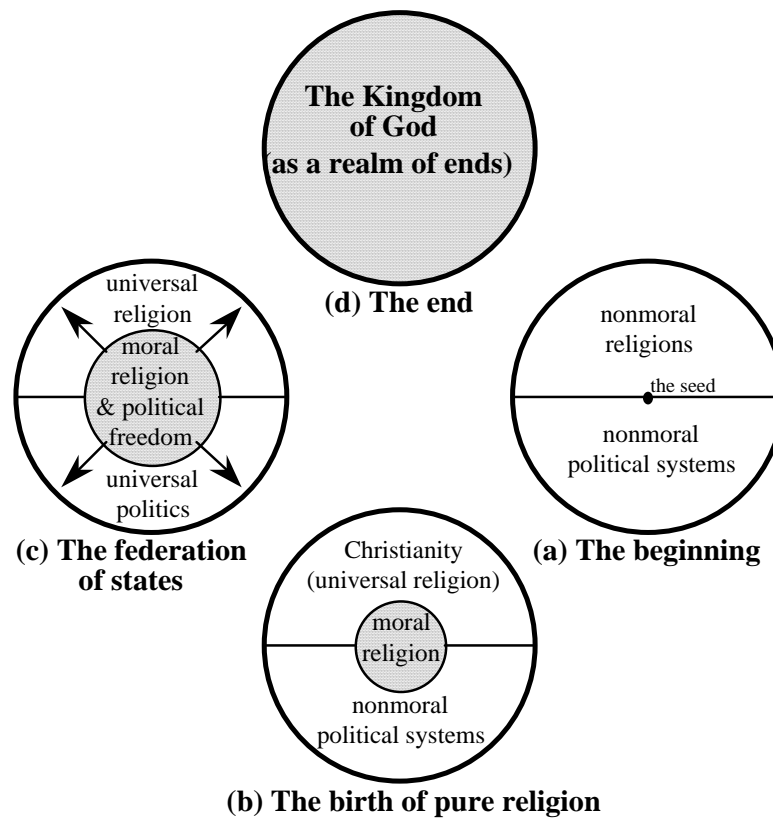 The Kingdom
of God
(as a realm of ends)
(d) The end
universal
religion
moral
religion
& political
freedom
universal
politics
(c) The federation
of states
nonmoral
religions
the seed
nonmoral
political systems
(a) The beginning
Christianity
(universal religion)
moral
religion
nonmoral
political systems
(b) The birth of pure religion